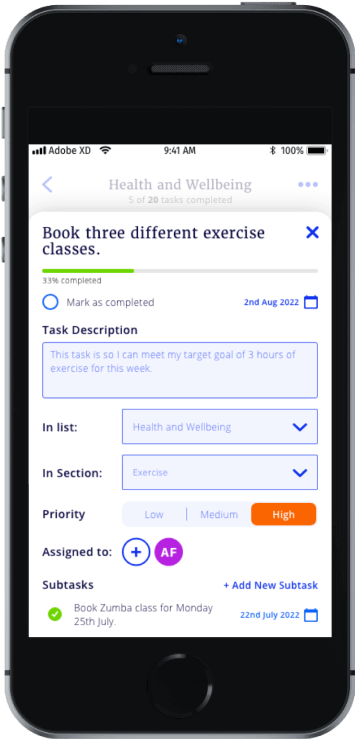 Adobe XD 9:41 AM 100%
Health and Wellbeing
5 of 20 tasks completed
Book three different exercise
classes.
33% completed
Mark as completed 2nd Aug 2022
Task Description
This task is so I can meet my target goal of 3 hours of
exercise for this week.
In list: Health and Wellbeing
In Section: Exercise
Priority Low Medium High
Assigned to: + AF
Subtasks + Add New Subtask
Book Zumba class for Monday
25th July. 22nd July 2022